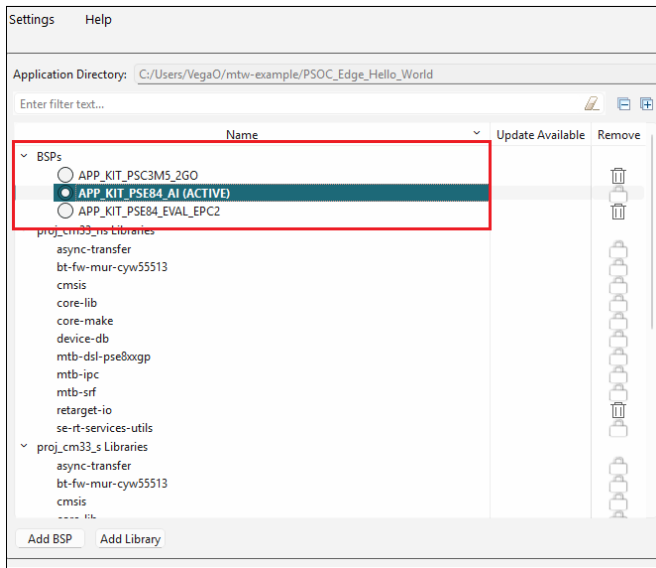 Settings Help
Application Directory: C:/Users/VegaO/mtw-example/PSOC_Edge_Hello_World
Enter filter text...
Name Update Available Remove
BSPs
APP_KIT_PSC3M5_2GO
APP_KIT_PSE84_AI (ACTIVE)
APP_KIT_PSE84_EVAL_EPC2
proj_cm33_ns Libraries
async-transfer
bt-fw-mur-cyw55513
cmsis
core-lib
core-make
device-db
mtb-dsl-pse8xxgp
mtb-ipc
mtb-srf
retarget-io
se-rt-services-utils
proj_cm33_s Libraries
async-transfer
bt-fw-mur-cyw55513
cmsis
Add BSP Add Library